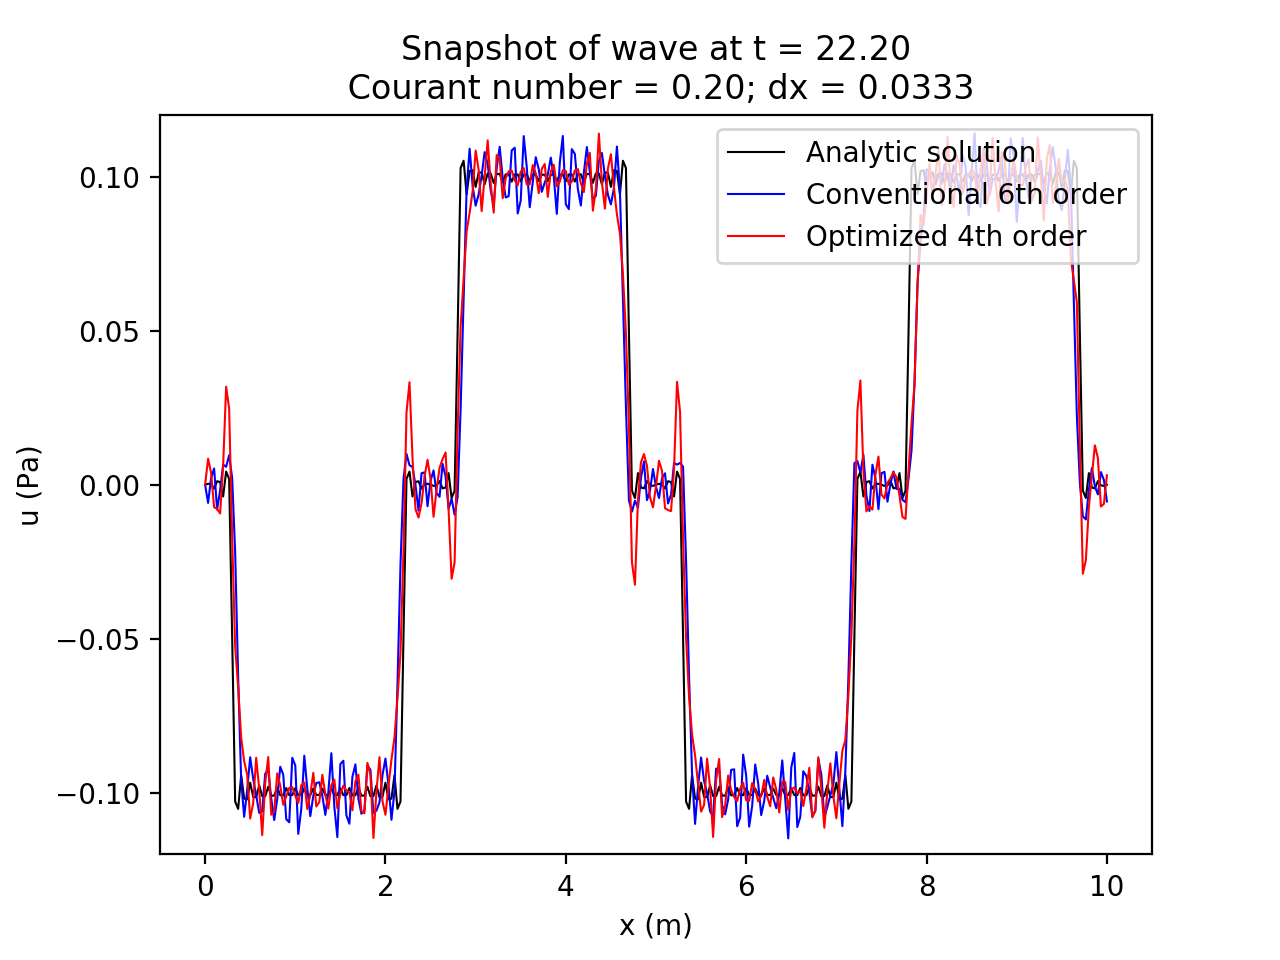 Snapshot of wave at t = 22.20
Courant number = 0.20; dx = 0.0333
Analytic solution
Conventional 6th order
Optimized 4th order
0.10
0.05
0.00
−0.05
−0.10
u (Pa)
0 2 4 6 8 10
x (m)